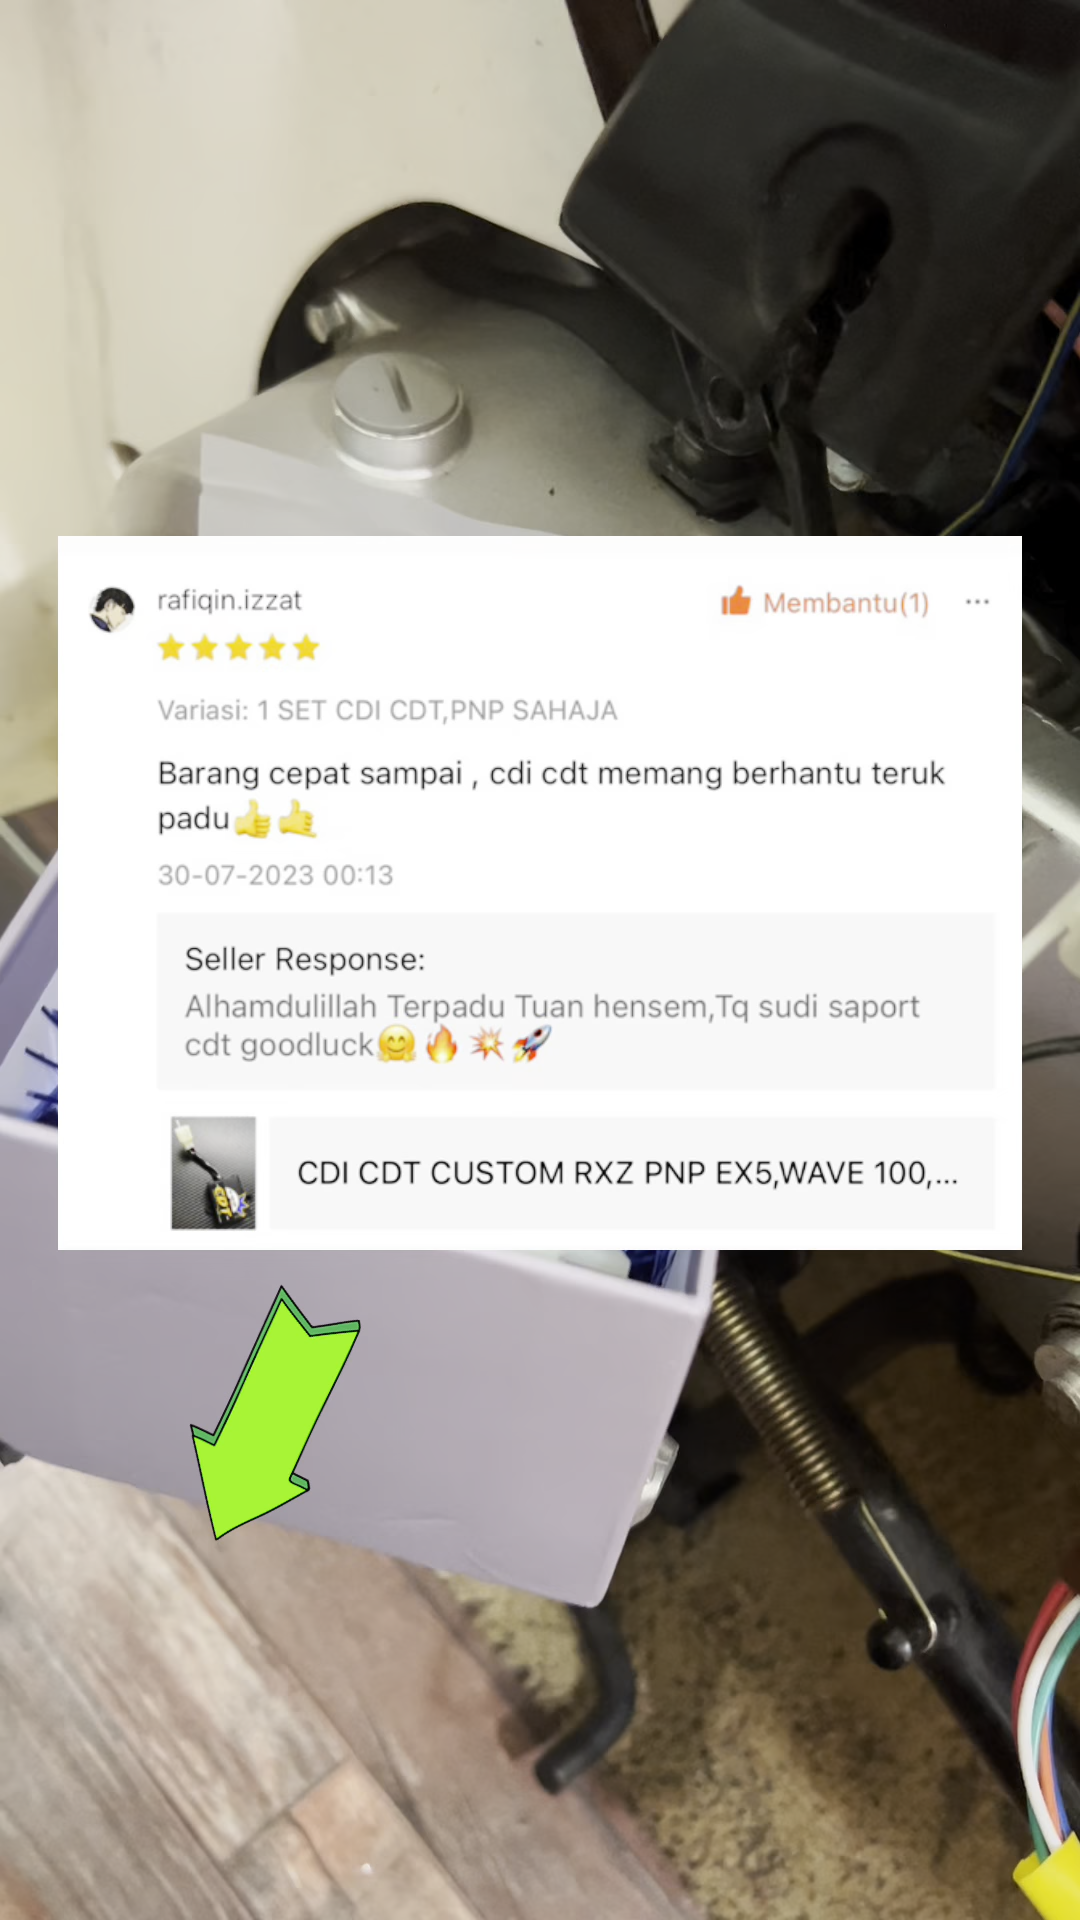 rafiqin.izzat
Membantu(1)
Variasi: 1 SET CDI CDT,PNP SAHAJA
Barang cepat sampai , cdi cdt memang berhantu teruk
padu👍🤙
30-07-2023 00:13
Seller Response:
Alhamdulillah Terpadu Tuan hensem,Tq sudi saport
cdt goodluck🤗🔥💥🚀
CDT
CDI CDT CUSTOM RXZ PNP EX5,WAVE 100,...